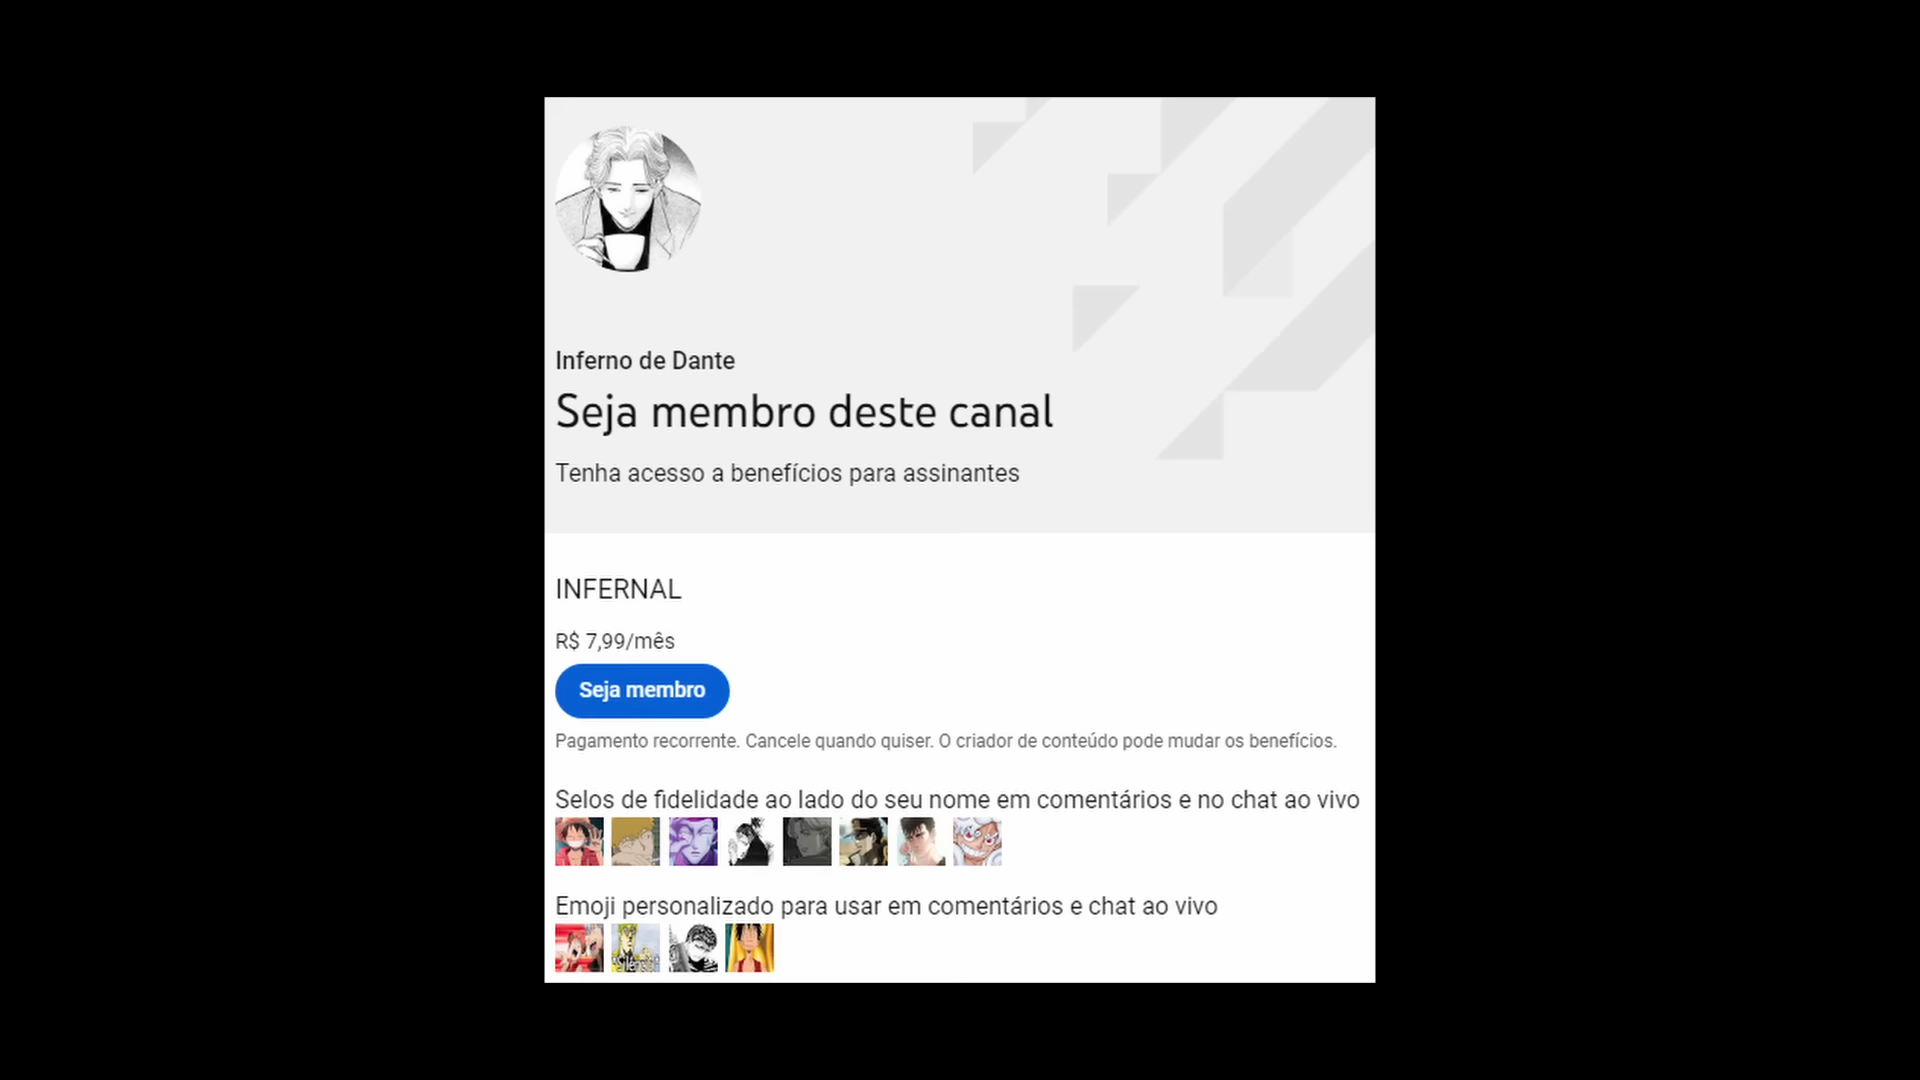 Inferno de Dante
Seja membro deste canal
Tenha acesso a benefícios para assinantes
INFERNAL
R$ 7,99/mês
Seja membro
Pagamento recorrente. Cancele quando quiser. O criador de conteúdo pode mudar os benefícios.
Selos de fidelidade ao lado do seu nome em comentários e no chat ao vivo
Emoji personalizado para usar em comentários e chat ao vivo